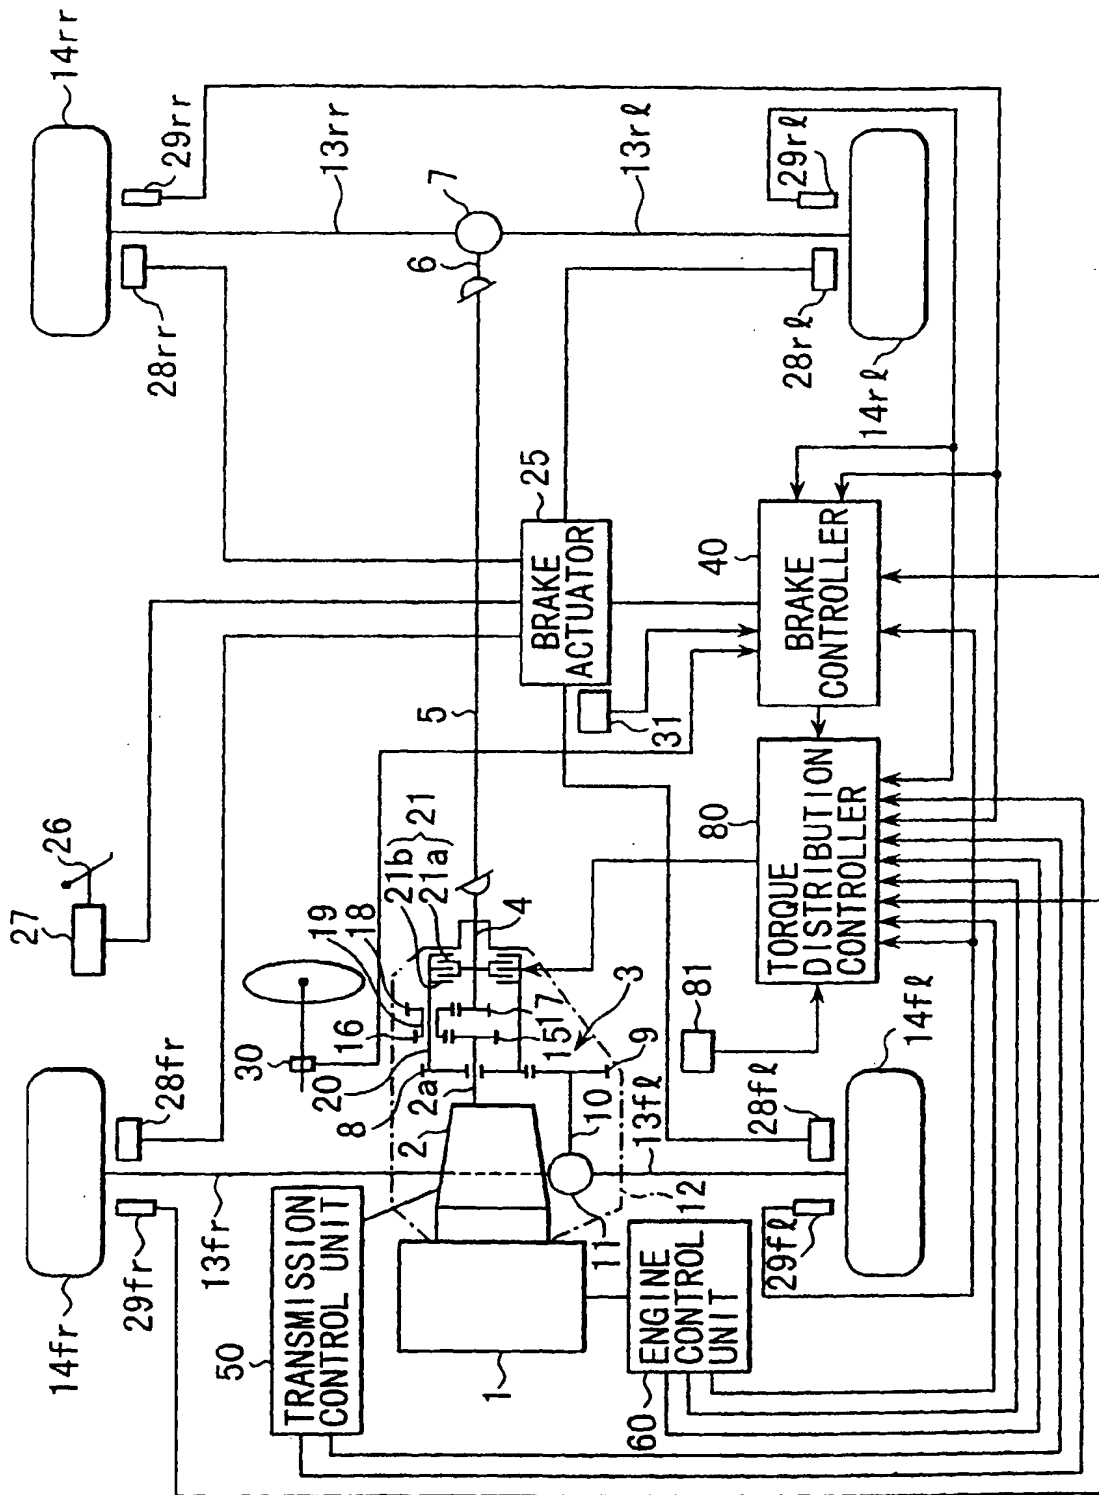 14rr
29rr
13rr
7
6
28rr
13rl
29rl
28rl
14rl
25
BRAKE
ACTUATOR
40
BRAKE
CONTROLLER
5
31
26
27
80
TORQUE
DISTRIBUTION
CONTROLLER
81
21b
21a
21
4
19
18
16
20
8
2a
2
17
15
3
9
10
30
28fr
13fr
29fr
14fr
13fl
28fl
14fl
29fl
12
11
50
TRANSMISSION
CONTROL UNIT
1
60
ENGINE
CONTROL
UNIT